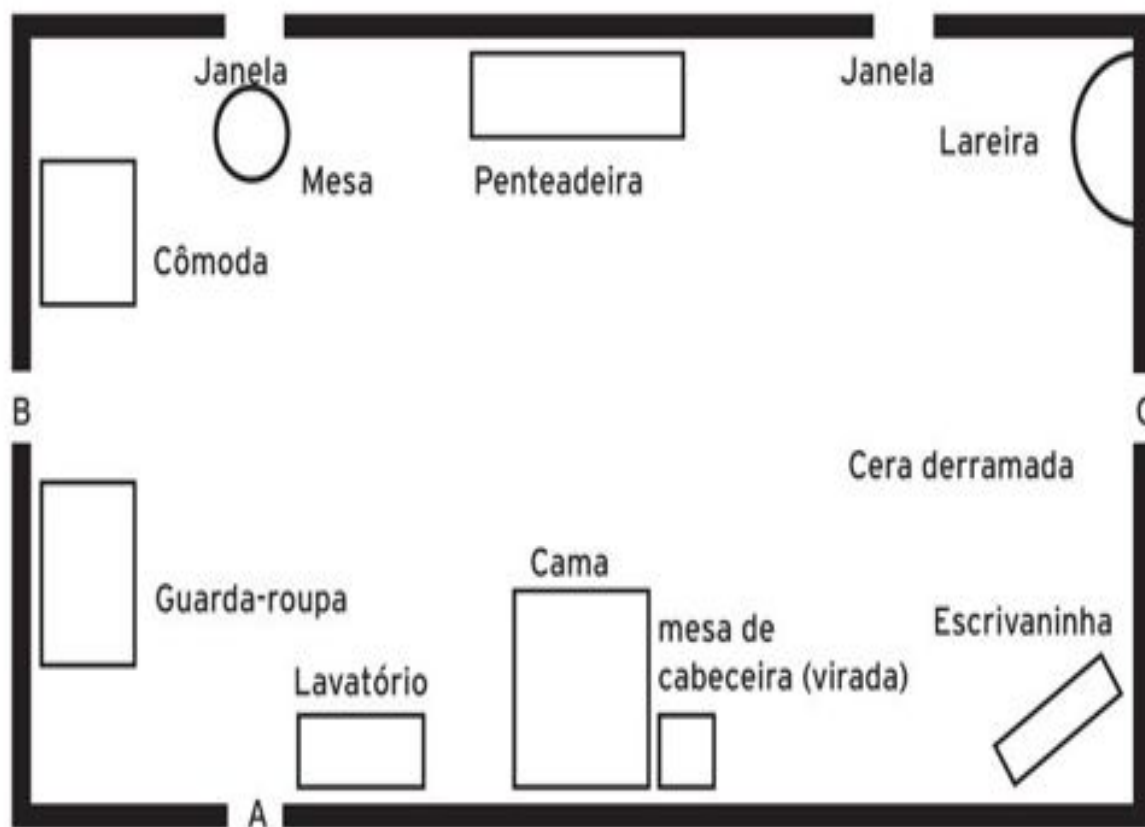 Janela
Janela
Lareira
Mesa
Penteadeira
Cômoda
B
C
Cera derramada
Cama
Guarda-roupa
mesa de
cabeceira (virada)
Escrivaninha
Lavatório
A